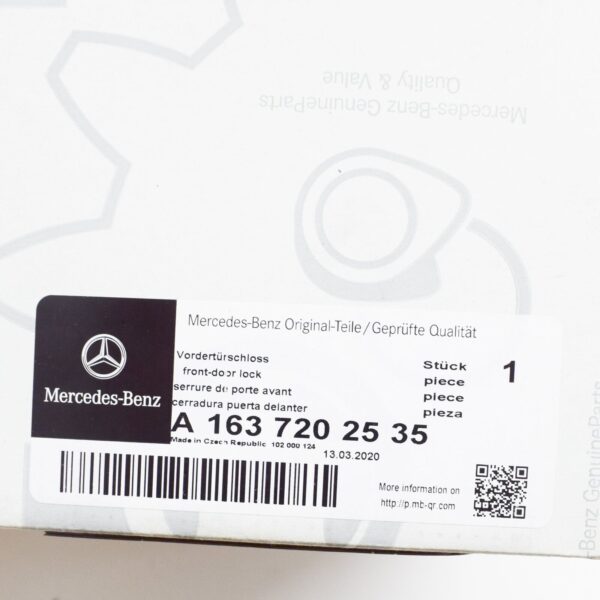 Mercedes-Benz GenuineParts
Quality & Value
Mercedes-Benz Original-Teile/Geprüfte Qualität
Mercedes-Benz
Vordertürschloss
front-door lock
serrure de porte avant
cerradura puerta delanter
Stück
piece
piece
pieza
1
A 163 720 25 35
Made in Czech Republic 102 000 124
13.03.2020
More information on
http://p.mb-qr.com
-Benz GenuineParts